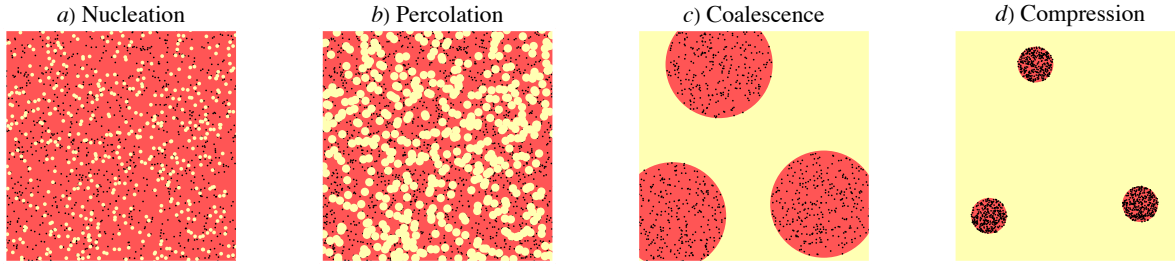 a) Nucleation
b) Percolation
c) Coalescence
d) Compression